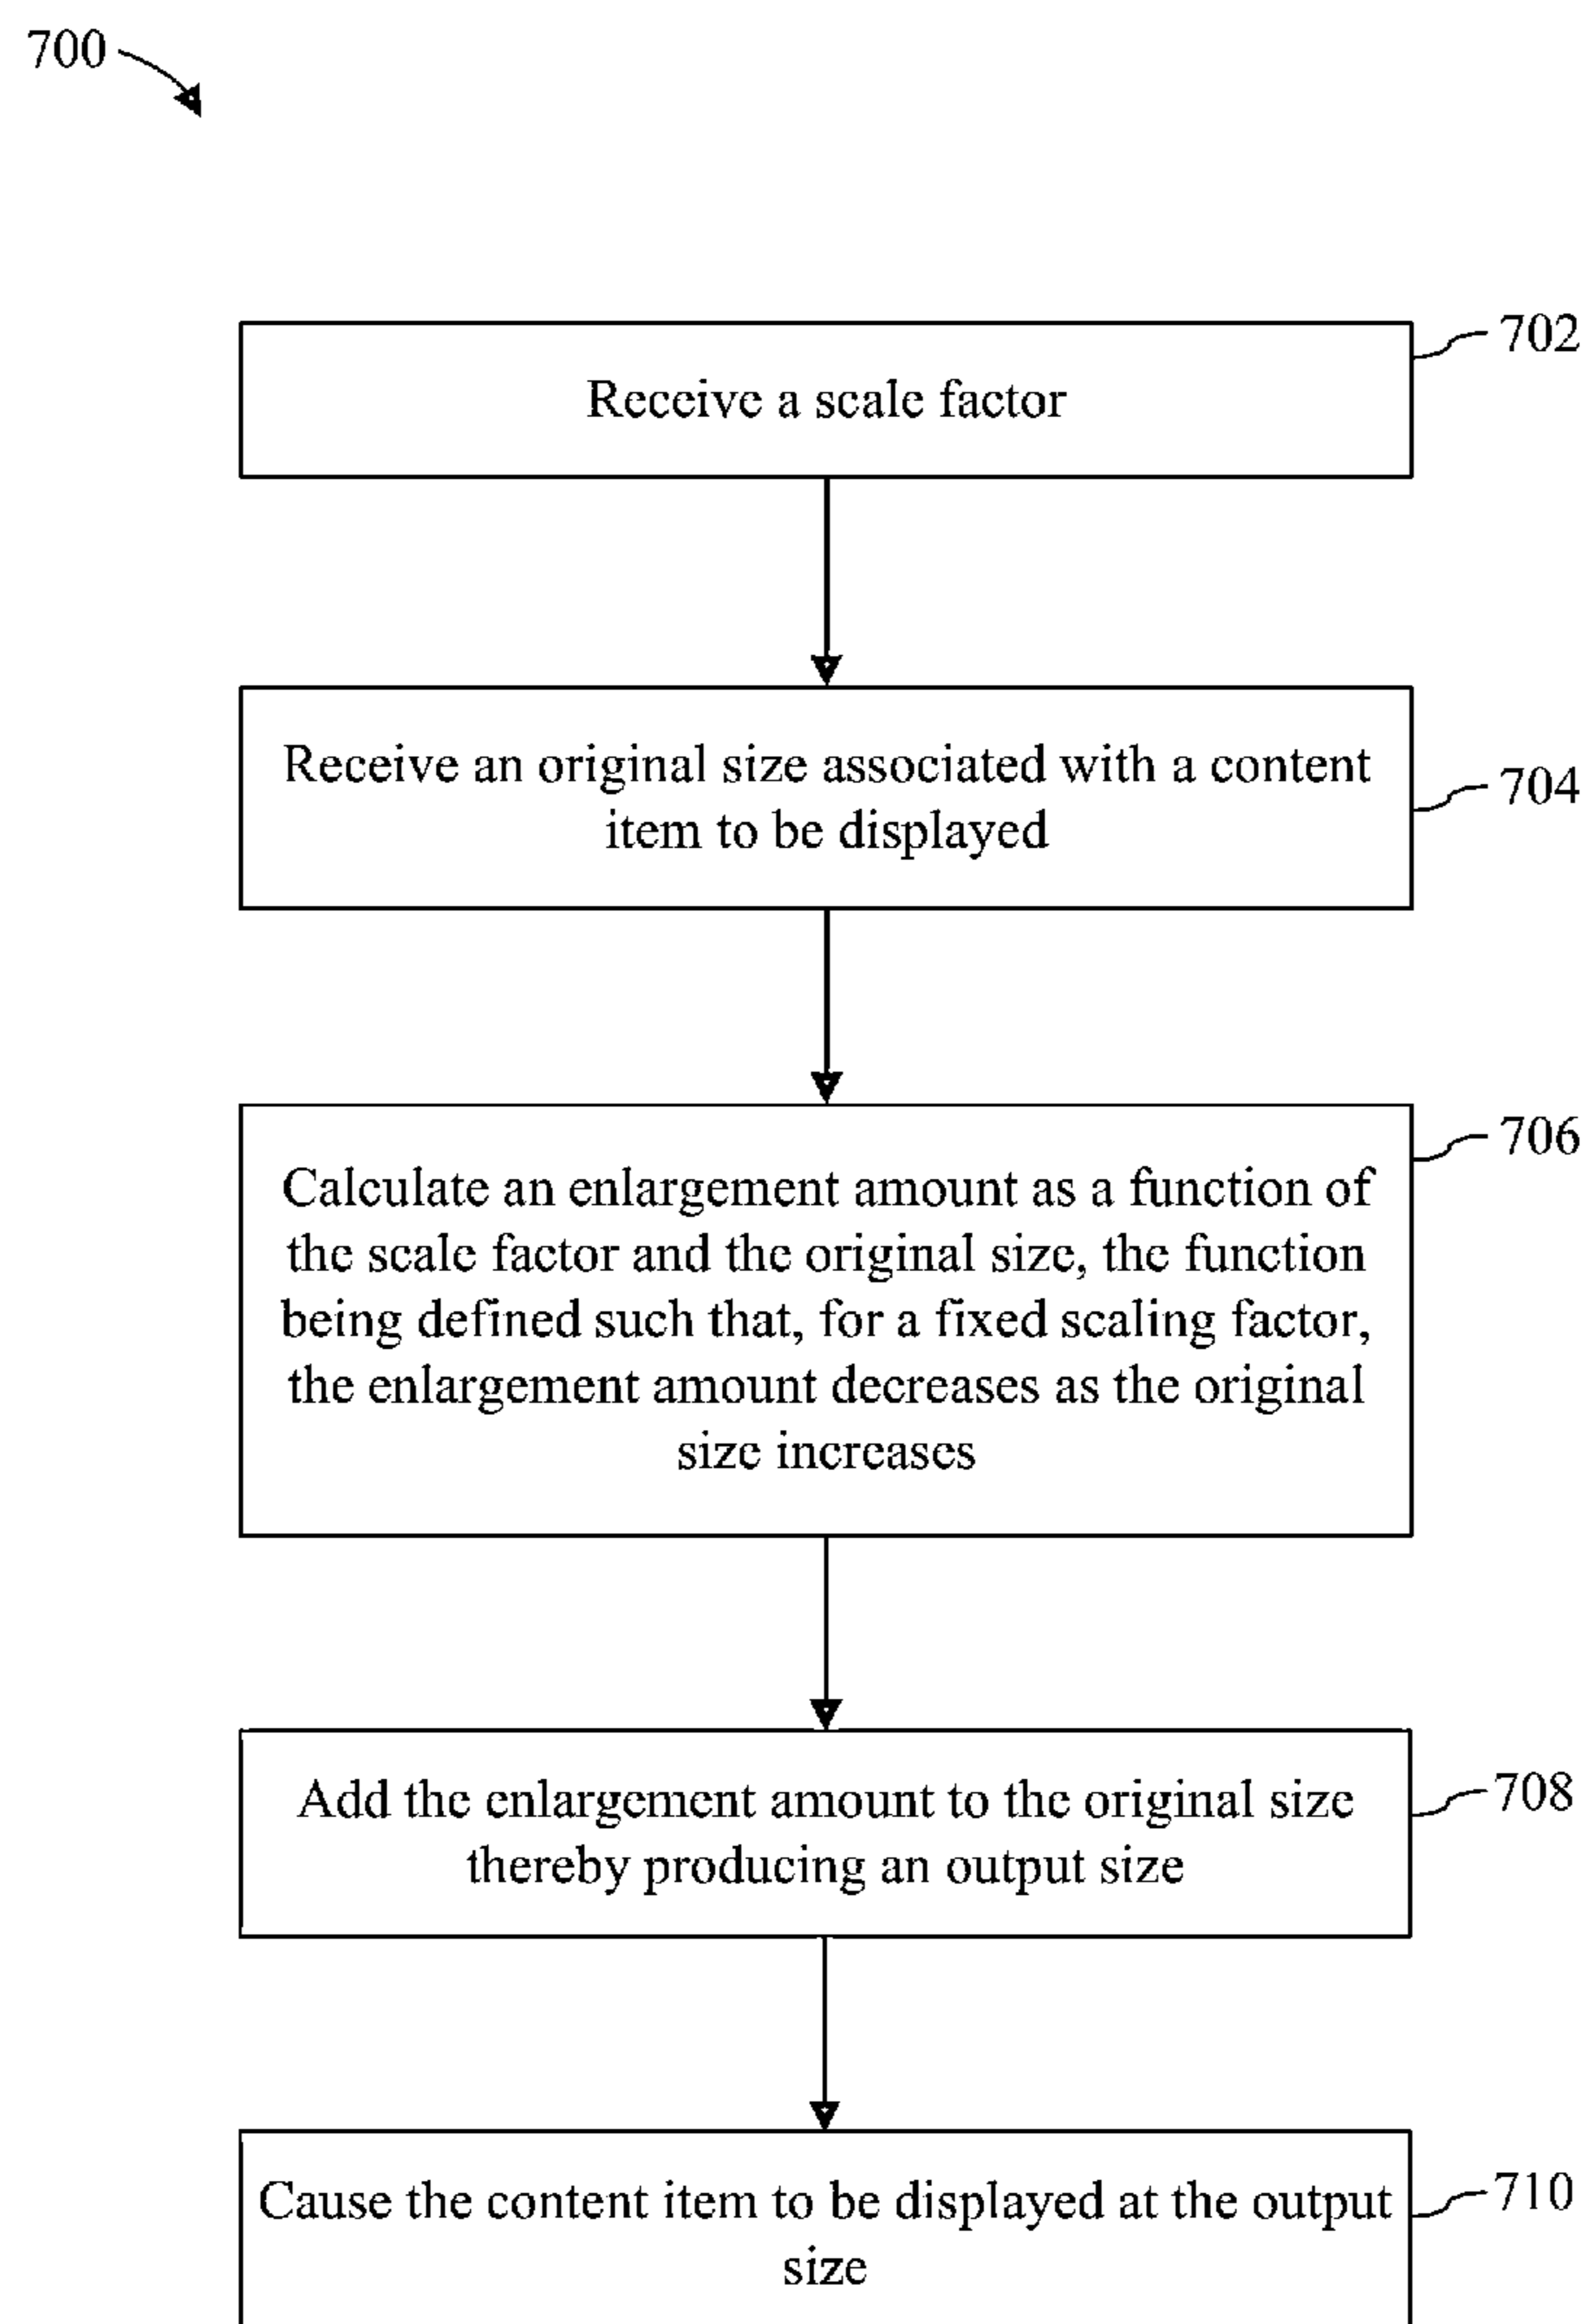 700
702
Receive a scale factor
704
Receive an original size associated with a content
item to be displayed
706
Calculate an enlargement amount as a function of
the scale factor and the original size, the function
being defined such that, for a fixed scaling factor,
the enlargement amount decreases as the original
size increases
708
Add the enlargement amount to the original size
thereby producing an output size
710
Cause the content item to be displayed at the output
size